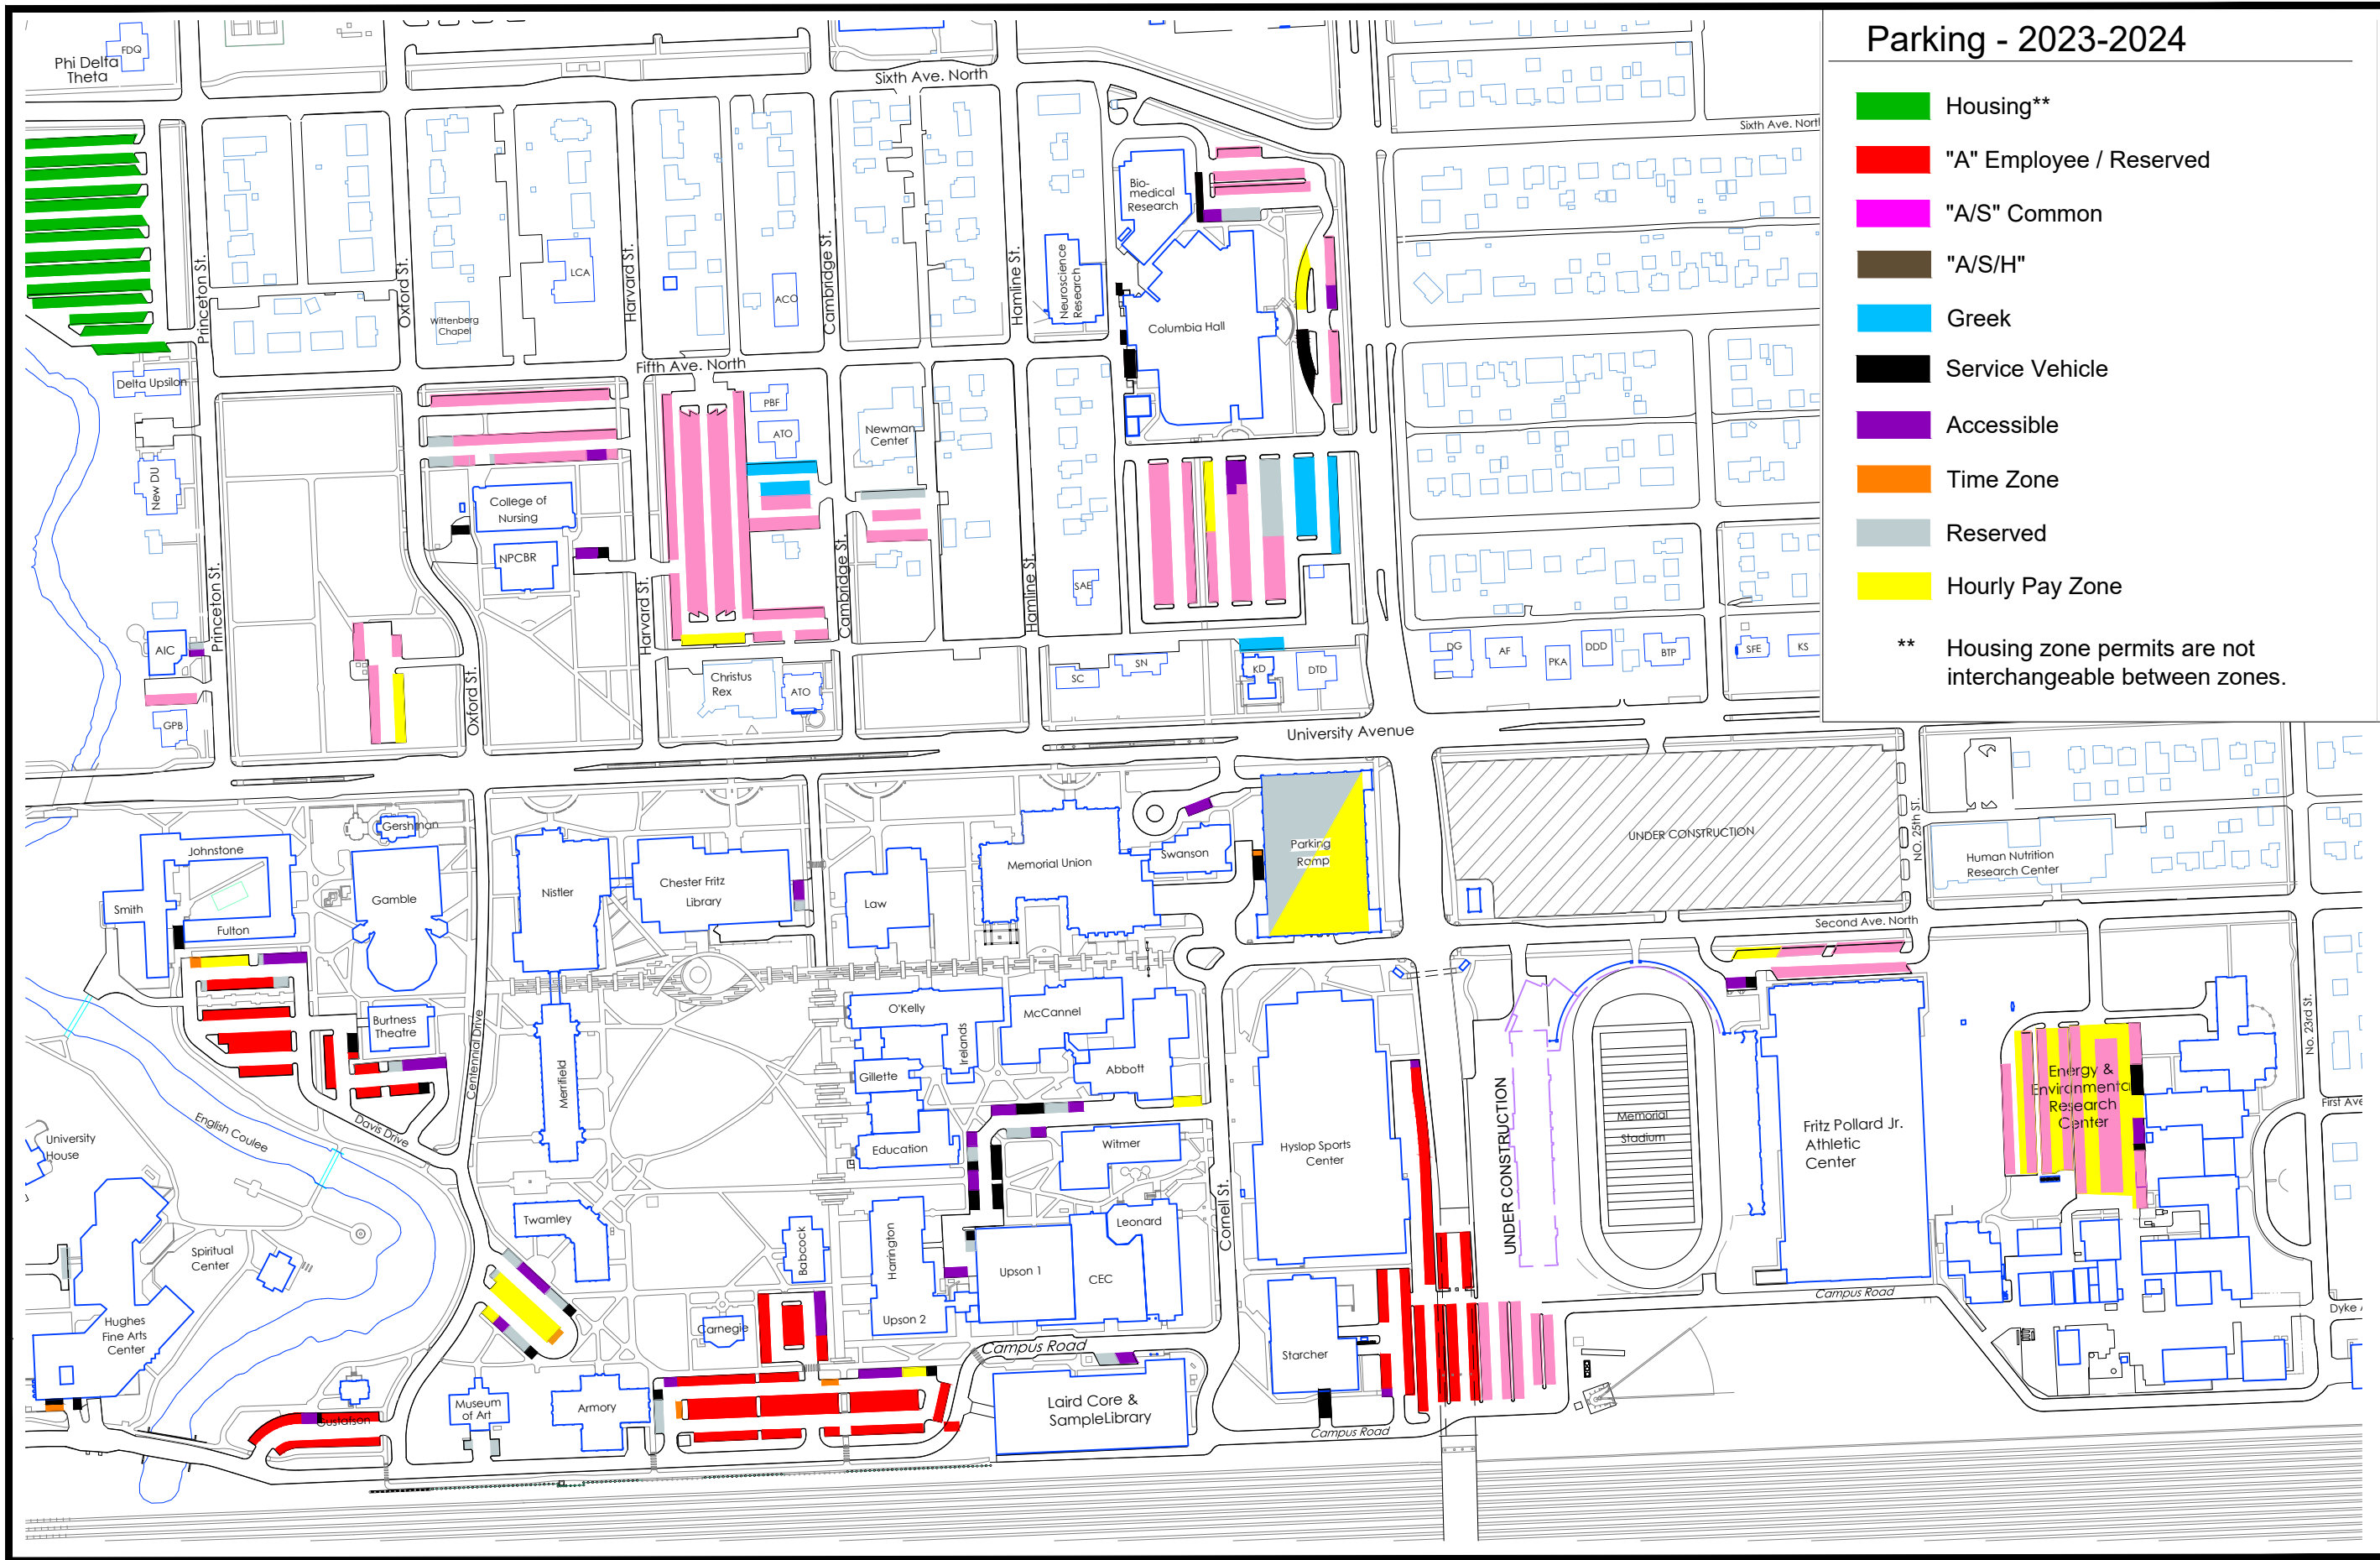 Parking - 2023-2024
Housing**
"A" Employee / Reserved
"A/S" Common
"A/S/H"
Greek
Service Vehicle
Accessible
Time Zone
Reserved
Hourly Pay Zone
** Housing zone permits are not
interchangeable between zones.
FDQ
Phi Delta
Theta
Sixth Ave. North
Sixth Ave. North
Bio-
medical
Research
Princeton St.
Oxford St.
Harvard St.
Cambridge St.
Hamline St.
Neuroscience
Research
LCA
ACO
Wittenberg
Chapel
Columbia Hall
Fifth Ave. North
Delta Upsilon
PBF
ATO
Newman
Center
New DU
College of
Nursing
NPCBR
Princeton St.
Oxford St.
Harvard St.
Cambridge St.
Hamline St.
SAE
AIC
GPB
Christus
Rex
ATO
SC
SN
KD
DTD
DG
AF
PKA
DDD
BTP
SFE
KS
University Avenue
Gershman
Johnstone
Smith
Fulton
Gamble
Nistler
Chester Fritz
Library
Law
Memorial Union
Swanson
Parking
Ramp
UNDER CONSTRUCTION
NO. 25th ST.
Human Nutrition
Research Center
Second Ave. North
Burtness
Theatre
Centennial Drive
Merrifield
O'Kelly
Irelands
McCannel
Gillette
Abbott
Education
Witmer
Davis Drive
English Coulee
University
House
Hyslop Sports
Center
UNDER CONSTRUCTION
Memorial
Stadium
Fritz Pollard Jr.
Athletic
Center
Energy &
Environmenta
Research
Center
No. 23rd St.
First Ave
Twamley
Spiritual
Center
Babcock
Harrington
Upson 1
CEC
Leonard
Cornell St.
Upson 2
Hughes
Fine Arts
Center
Carnegie
Campus Road
Starcher
Campus Road
Dyke A
Gustafson
Museum
of Art
Armory
Laird Core &
SampleLibrary
Campus Road